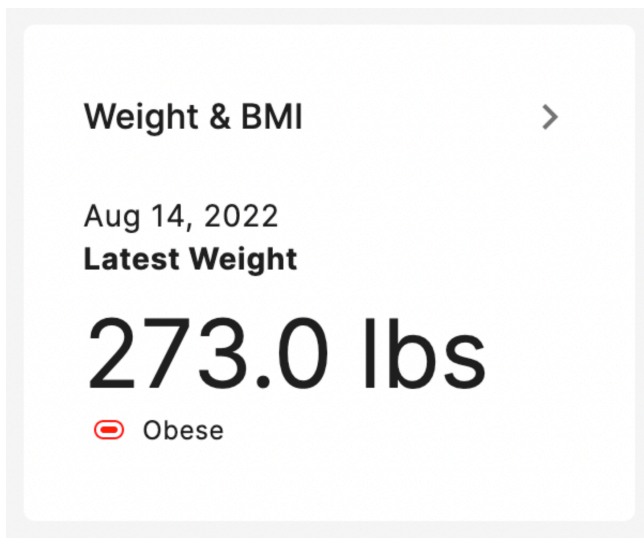 Weight & BMI
Aug 14, 2022
Latest Weight
273.0 lbs
Obese